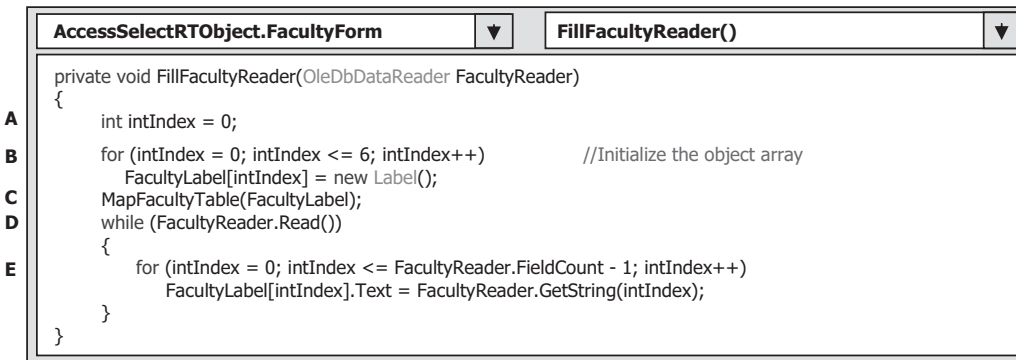 AccessSelectRTObject.FacultyForm FillFacultyReader()
private void FillFacultyReader(OleDbDataReader FacultyReader)
{
A int intIndex = 0;
B for (intIndex = 0; intIndex <= 6; intIndex++) //Initialize the object array
FacultyLabel[intIndex] = new Label();
C MapFacultyTable(FacultyLabel);
D while (FacultyReader.Read())
{
E for (intIndex = 0; intIndex <= FacultyReader.FieldCount - 1; intIndex++)
FacultyLabel[intIndex].Text = FacultyReader.GetString(intIndex);
}
}